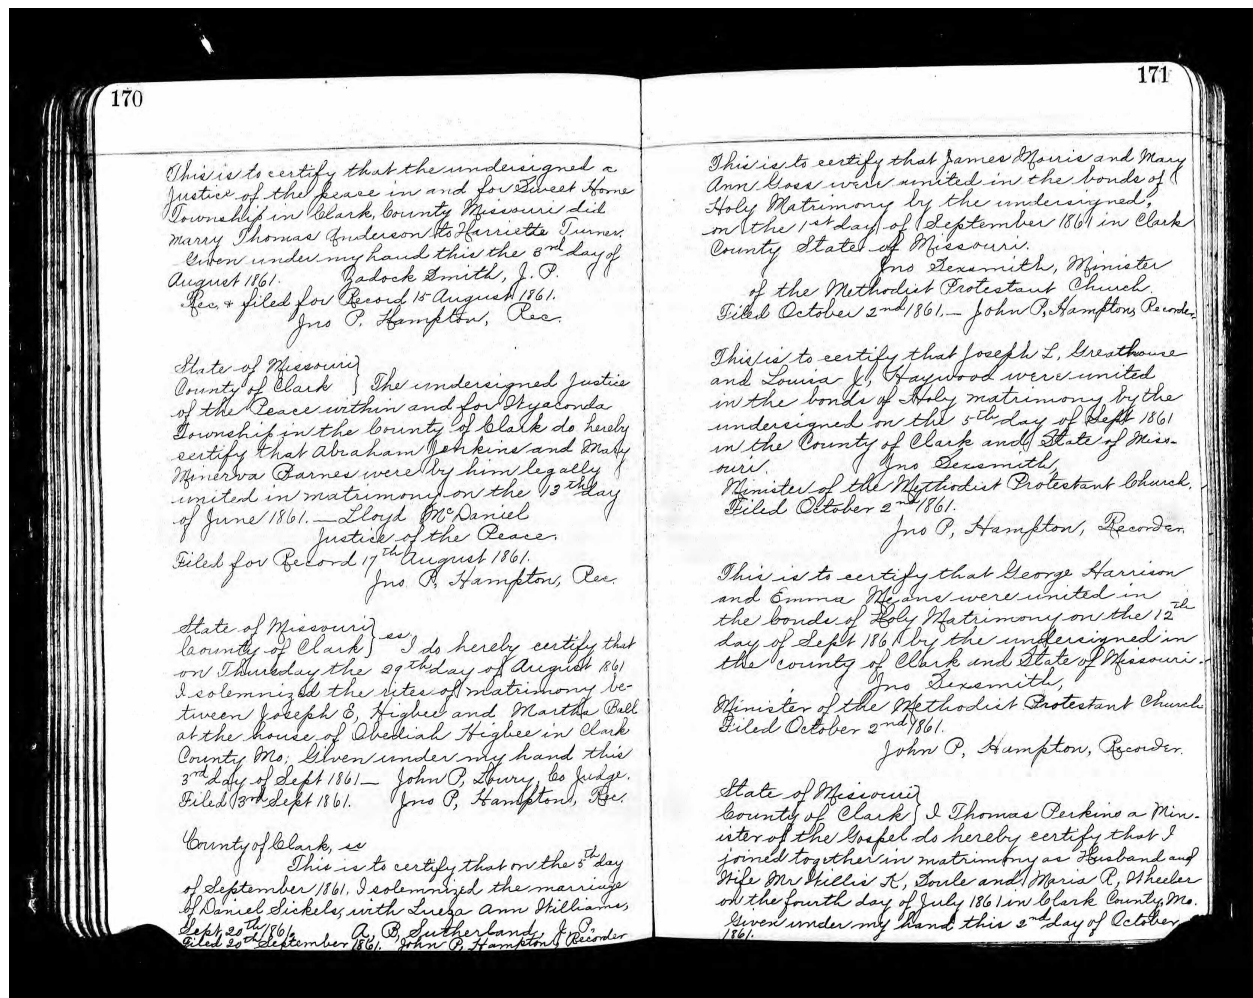 170
This is to certify that the undersigned a
Justice of the peace in and for Sweet Home
Township in Clark, County Missouri did
marry Thomas Anderson to Harriette Turner.
Given under my hand this the 3rd day of
August 1861. Zadock Smith, J. P.
Rec. & filed for Record 15 August 1861.
Jno P. Hampton, Rec.
State of Missouri }
County of Clark } The undersigned Justice
of the Peace within and for Wyaconda
Township in the County of Clark do hereby
certify that Abraham Jenkins and Mary
Minerva Barnes were by him legally
united in matrimony on the 13th day
of June 1861. — Lloyd McDaniel
Justice of the Peace.
Filed for Record 17th August 1861.
Jno P. Hampton, Rec.
State of Missouri }
County of Clark } ss I do hereby certify that
on Thursday the 29th day of August 1861
I solemnized the rites of matrimony be-
tween Joseph E. Higbee and Martha Ball
at the house of Obediah Higbee in Clark
County Mo. Given under my hand this
3rd day of Sept 1861 — John P. Lowry, Co Judge.
Filed 3rd Sept 1861. Jno P. Hampton, Rec.
County of Clark, ss
This is to certify that on the 5th day
of September 1861. I solemnized the marriage
of Daniel Sickels, with Lueza Ann Williams,
Sept. 20th 1861. A. B. Sutherland, J. P.
Filed 20th September 1861. John P. Hampton, Recorder
171
This is to certify that James Morris and Mary
Ann Goss were united in the bonds of
Holy Matrimony by the undersigned,
on the 1st day of September 1861 in Clark
County State of Missouri.
Jno Sexsmith, Minister
of the Methodist Protestant Church.
Filed October 2nd 1861. — John P. Hampton, Recorder.
This is to certify that Joseph L. Greathouse
and Louisa J. Haywood were united
in the bonds of Holy matrimony by the
undersigned on the 5th day of Sept 1861
in the County of Clark and State of Miss-
ouri. Jno Sexsmith,
Minister of the Methodist Protestant Church.
Filed October 2nd 1861.
Jno P. Hampton, Recorder.
This is to certify that George Harrison
and Emma Means were united in
the bonds of Holy Matrimony on the 12th
day of Sept 1861 by the undersigned in
the county of Clark and State of Missouri.
Jno Sexsmith,
Minister of the Methodist Protestant Church
Filed October 2nd 1861.
John P. Hampton, Recorder.
State of Missouri }
County of Clark } I Thomas Perkins a Min-
ister of the Gospel do hereby certify that I
joined together in matrimony as Husband and
Wife Mr Willis K. Soule and Maria R. Wheeler
on the fourth day of July 1861 in Clark County, Mo.
Given under my hand this 2nd day of October
1861.